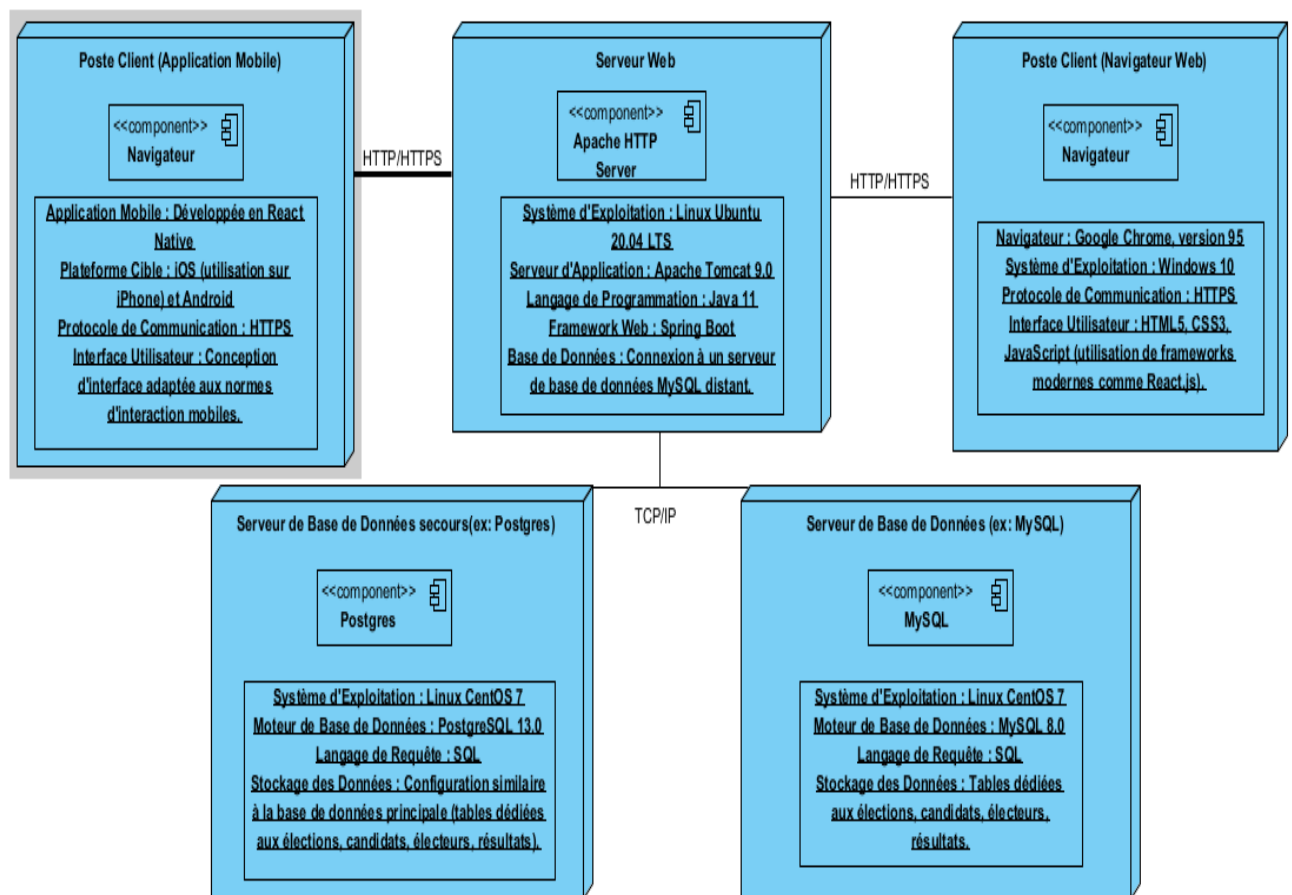 Poste Client (Application Mobile)
<<component>>
Navigateur
Application Mobile : Développée en React
Native
Plateforme Cible : iOS (utilisation sur
iPhone) et Android
Protocole de Communication : HTTPS
Interface Utilisateur : Conception
d'interface adaptée aux normes
d'interaction mobiles.
HTTP/HTTPS
Serveur Web
<<component>>
Apache HTTP
Server
Système d'Exploitation : Linux Ubuntu
20.04 LTS
Serveur d'Application : Apache Tomcat 9.0
Langage de Programmation : Java 11
Framework Web : Spring Boot
Base de Données : Connexion à un serveur
de base de données MySQL distant.
HTTP/HTTPS
Poste Client (Navigateur Web)
<<component>>
Navigateur
Navigateur : Google Chrome, version 95
Système d'Exploitation : Windows 10
Protocole de Communication : HTTPS
Interface Utilisateur : HTML5, CSS3,
JavaScript (utilisation de frameworks
modernes comme React.js).
Serveur de Base de Données secours(ex: Postgres)
<<component>>
Postgres
Système d'Exploitation : Linux CentOS 7
Moteur de Base de Données : PostgreSQL 13.0
Langage de Requête : SQL
Stockage des Données : Configuration similaire
à la base de données principale (tables dédiées
aux élections, candidats, électeurs, résultats).
TCP/IP
Serveur de Base de Données (ex: MySQL)
<<component>>
MySQL
Système d'Exploitation : Linux CentOS 7
Moteur de Base de Données : MySQL 8.0
Langage de Requête : SQL
Stockage des Données : Tables dédiées
aux élections, candidats, électeurs,
résultats.